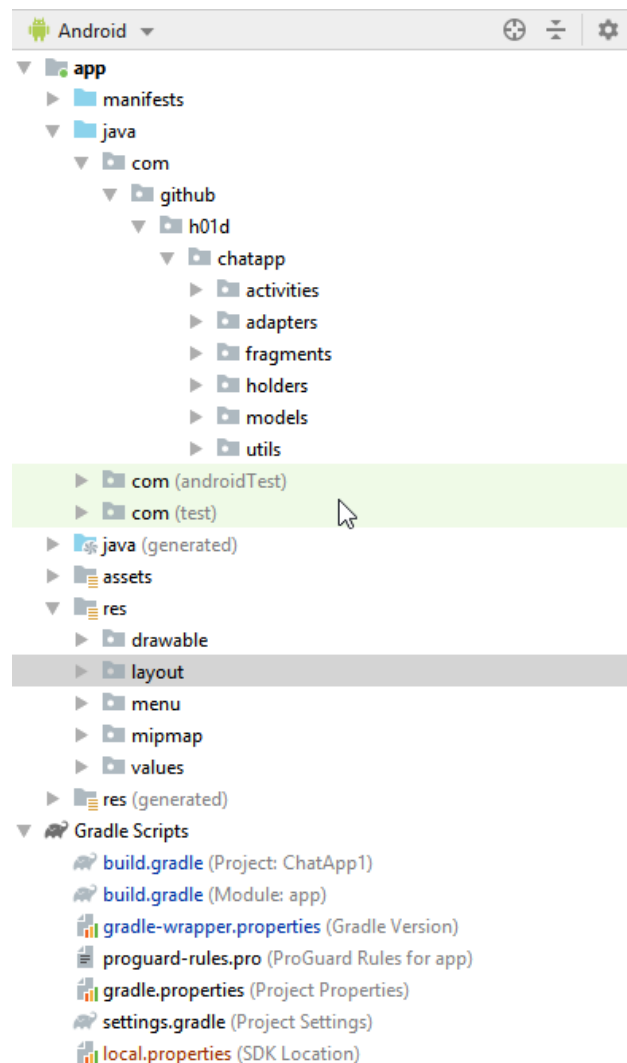 Android
app
manifests
java
com
github
h01d
chatapp
activities
adapters
fragments
holders
models
utils
com (androidTest)
com (test)
java (generated)
assets
res
drawable
layout
menu
mipmap
values
res (generated)
Gradle Scripts
build.gradle (Project: ChatApp1)
build.gradle (Module: app)
gradle-wrapper.properties (Gradle Version)
proguard-rules.pro (ProGuard Rules for app)
gradle.properties (Project Properties)
settings.gradle (Project Settings)
local.properties (SDK Location)